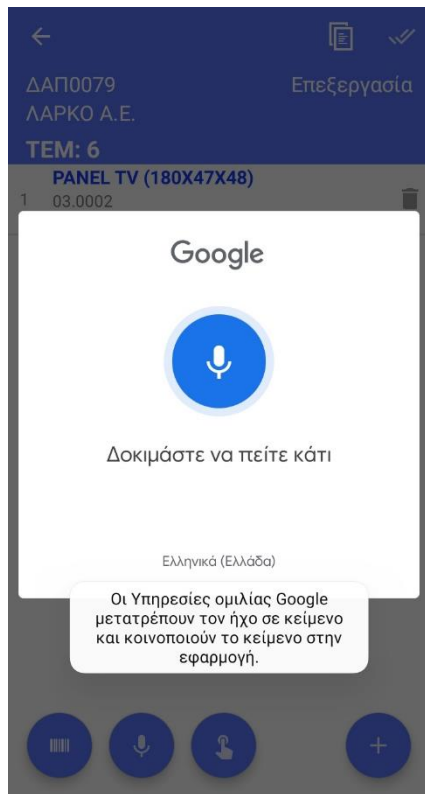 ΔΑΠ0079 Επεξεργασία
ΛΑΡΚΟ Α.Ε.
ΤΕΜ: 6
PANEL TV (180X47X48)
1 03.0002
Google
Δοκιμάστε να πείτε κάτι
Ελληνικά (Ελλάδα)
Οι Υπηρεσίες ομιλίας Google
μετατρέπουν τον ήχο σε κείμενο
και κοινοποιούν το κείμενο στην
εφαρμογή.